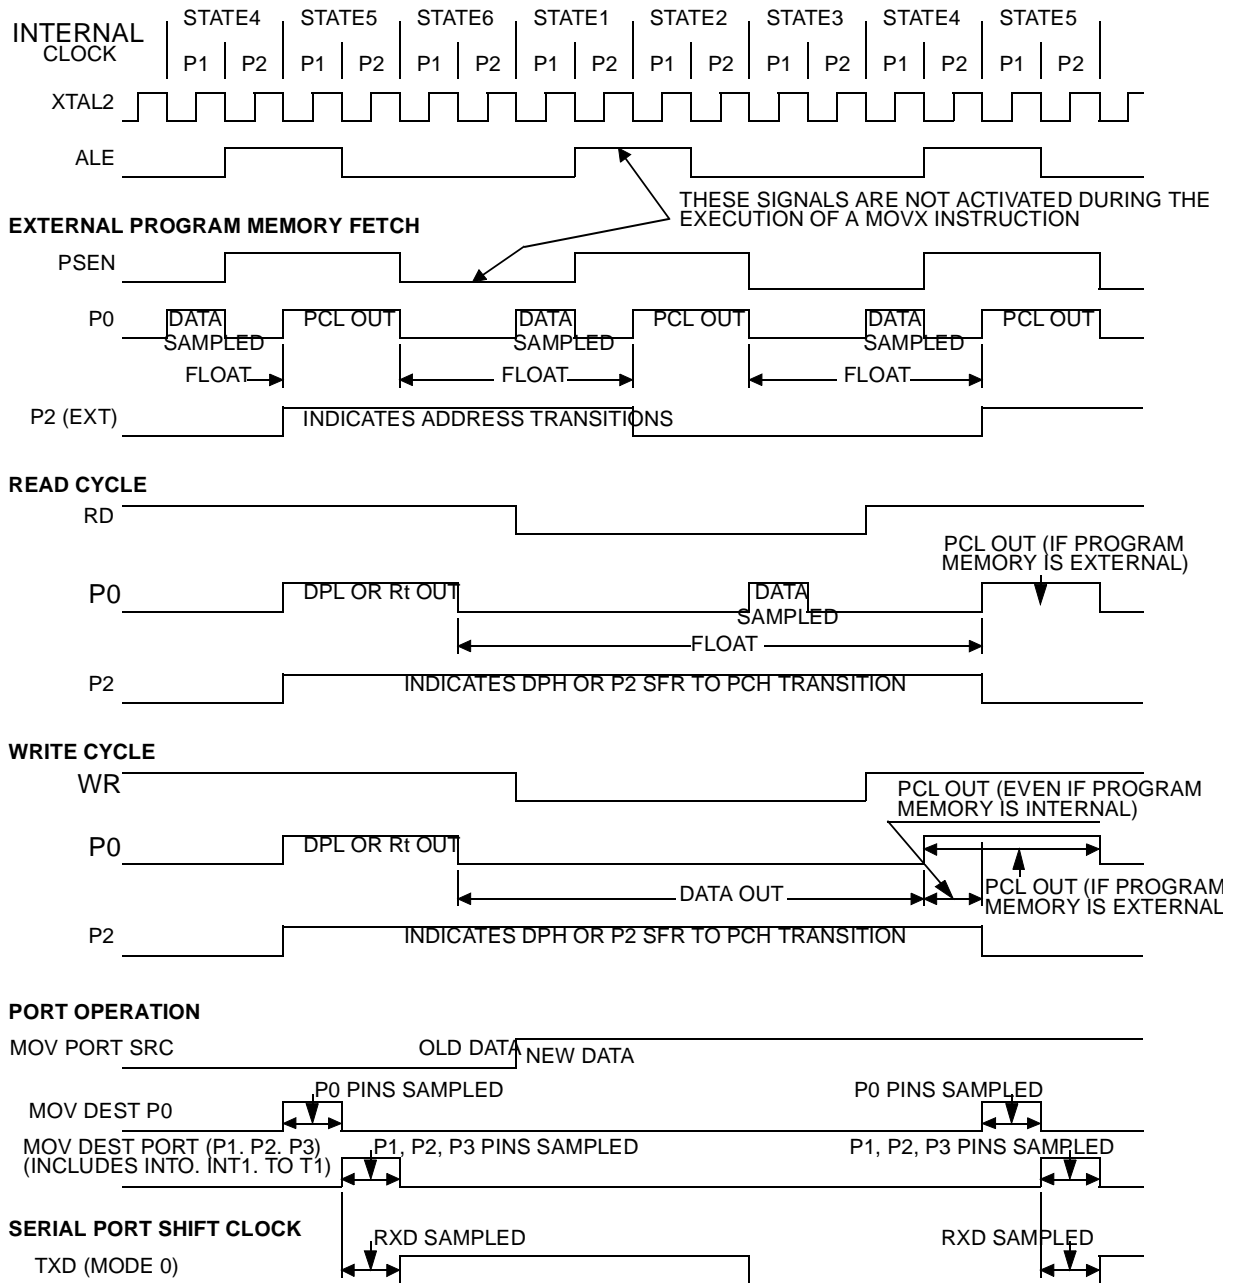 INTERNAL
CLOCK
STATE4 STATE5 STATE6 STATE1 STATE2 STATE3 STATE4 STATE5
P1 P2 P1 P2 P1 P2 P1 P2 P1 P2 P1 P2 P1 P2 P1 P2
XTAL2
ALE
THESE SIGNALS ARE NOT ACTIVATED DURING THE
EXECUTION OF A MOVX INSTRUCTION
EXTERNAL PROGRAM MEMORY FETCH
PSEN
P0 DATA PCL OUT DATA PCL OUT DATA PCL OUT
SAMPLED SAMPLED SAMPLED
FLOAT FLOAT FLOAT
P2 (EXT) INDICATES ADDRESS TRANSITIONS
READ CYCLE
RD
PCL OUT (IF PROGRAM
MEMORY IS EXTERNAL)
P0 DPL OR Rt OUT DATA
SAMPLED
FLOAT
P2 INDICATES DPH OR P2 SFR TO PCH TRANSITION
WRITE CYCLE
WR
PCL OUT (EVEN IF PROGRAM
MEMORY IS INTERNAL)
P0 DPL OR Rt OUT
DATA OUT
PCL OUT (IF PROGRAM
MEMORY IS EXTERNAL
P2 INDICATES DPH OR P2 SFR TO PCH TRANSITION
PORT OPERATION
MOV PORT SRC OLD DATA NEW DATA
P0 PINS SAMPLED P0 PINS SAMPLED
MOV DEST P0
MOV DEST PORT (P1. P2. P3) P1, P2, P3 PINS SAMPLED P1, P2, P3 PINS SAMPLED
(INCLUDES INTO. INT1. TO T1)
SERIAL PORT SHIFT CLOCK
RXD SAMPLED RXD SAMPLED
TXD (MODE 0)